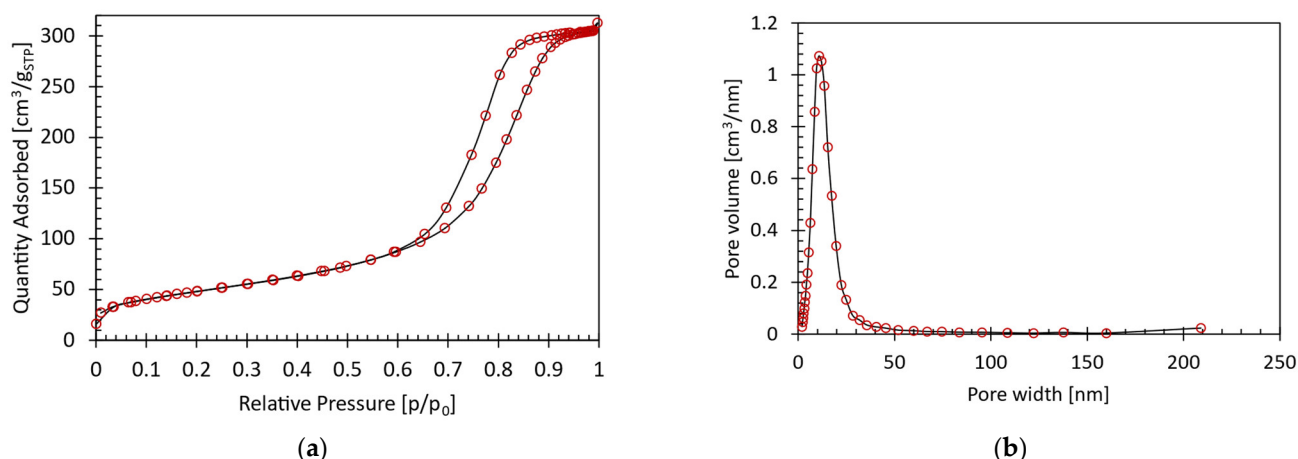 Quantity Adsorbed [cm³/g_STP]
300
250
200
150
100
50
0
0 0.1 0.2 0.3 0.4 0.5 0.6 0.7 0.8 0.9 1
Relative Pressure [p/p₀]
(a)
Pore volume [cm³/nm]
1.2
1
0.8
0.6
0.4
0.2
0
0 50 100 150 200 250
Pore width [nm]
(b)